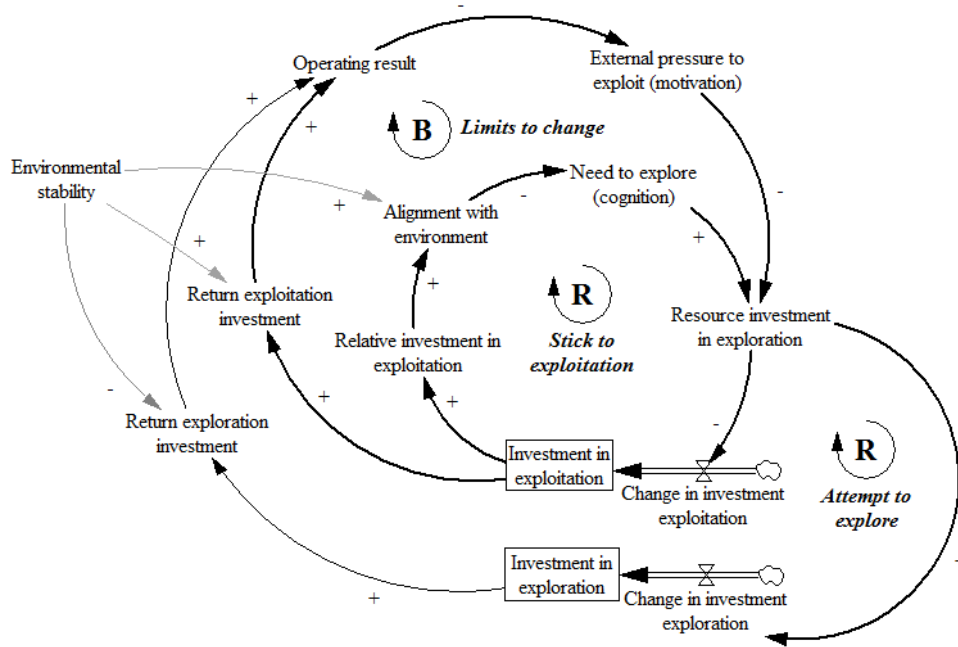 -
Operating result
External pressure to
exploit (motivation)
+
+
B
Limits to change
Environmental
stability
Need to explore
(cognition)
-
-
+
Alignment with
environment
+
+
+
Return exploitation
investment
+
R
Resource investment
in exploration
Relative investment in
exploitation
Stick to
exploitation
-
+
+
Return exploration
investment
-
R
Investment in
exploitation
Change in investment
exploitation
Attempt to
explore
Investment in
exploration
+
Change in investment
exploration